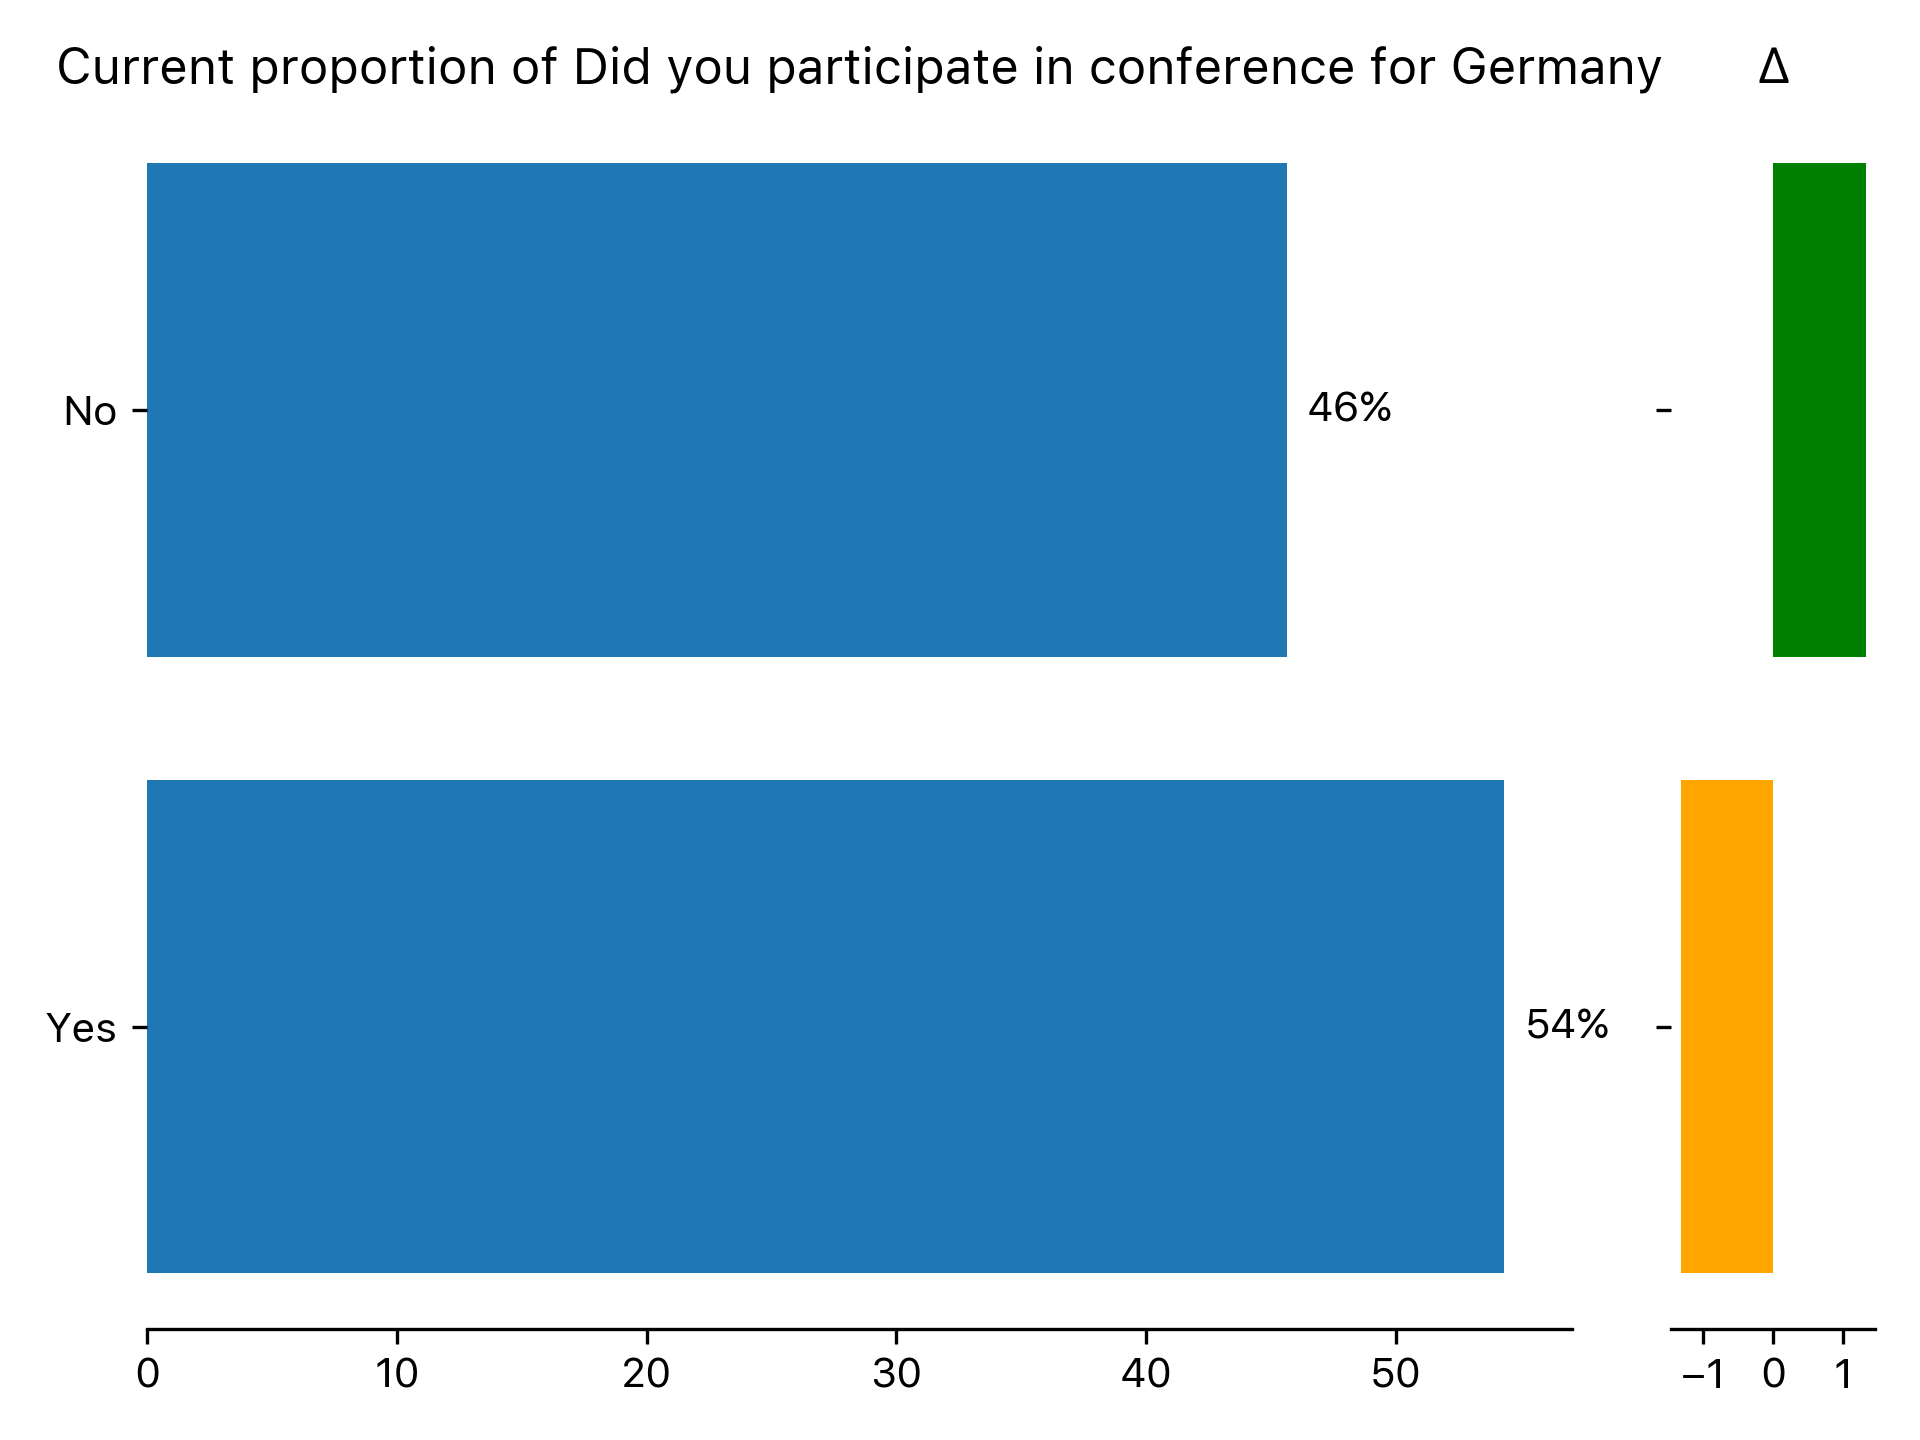 Current proportion of Did you participate in conference for Germany
Δ
No
46%
Yes
54%
0 10 20 30 40 50
−1 0 1